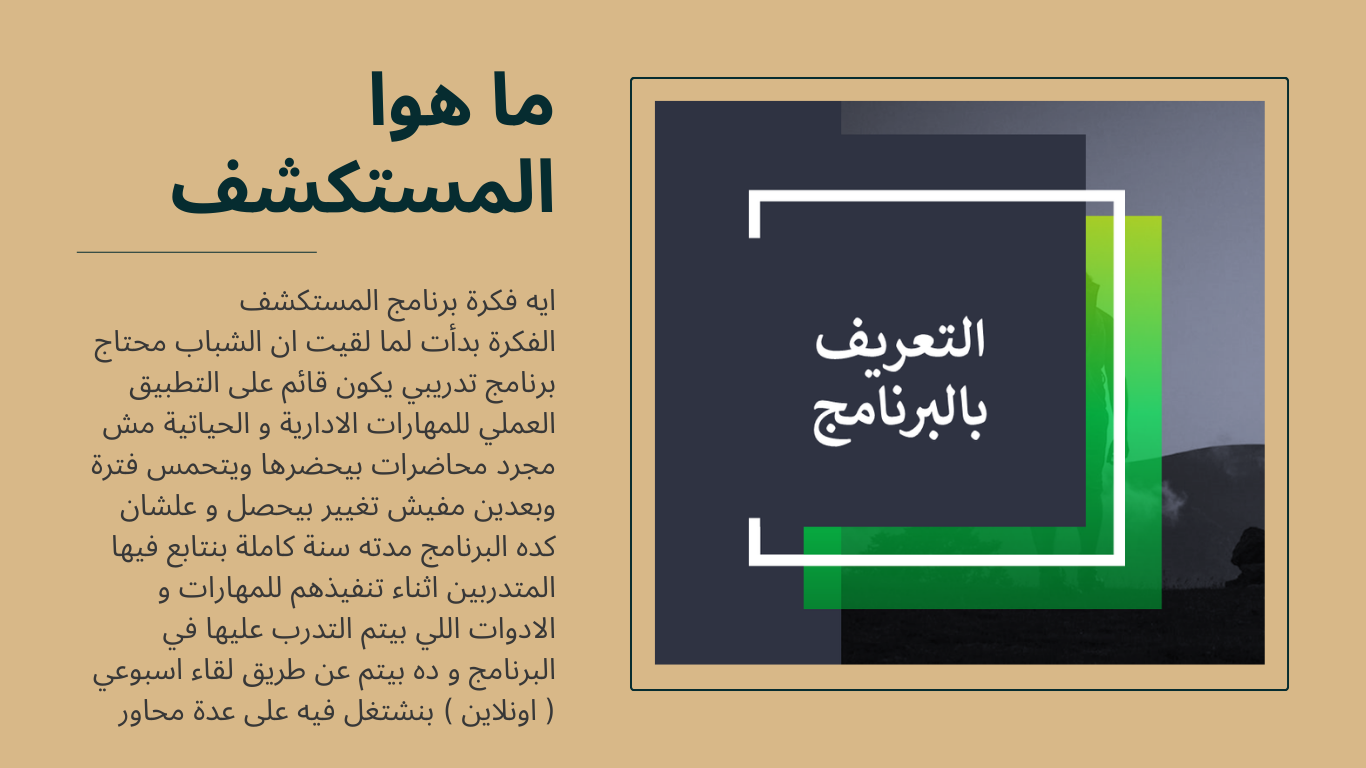 ما هوا
المستكشف
ايه فكرة برنامج المستكشف
الفكرة بدأت لما لقيت ان الشباب محتاج
برنامج تدريبي يكون قائم على التطبيق
العملي للمهارات الادارية و الحياتية مش
مجرد محاضرات بيحضرها ويتحمس فترة
وبعدين مفيش تغيير بيحصل و علشان
كده البرنامج مدته سنة كاملة بنتابع فيها
المتدربين اثناء تنفيذهم للمهارات و
الادوات اللي بيتم التدرب عليها في
البرنامج و ده بيتم عن طريق لقاء اسبوعي
( اونلاين ) بنشتغل فيه على عدة محاور
التعريف
بالبرنامج